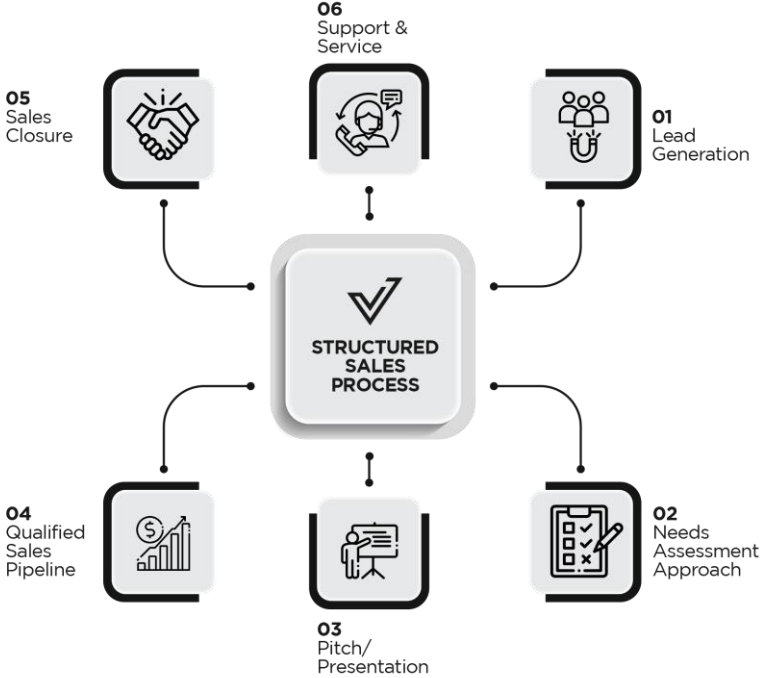 06
Support &
Service
05
Sales
Closure
01
Lead
Generation
STRUCTURED
SALES
PROCESS
04
Qualified
Sales
Pipeline
02
Needs
Assessment
Approach
03
Pitch/
Presentation